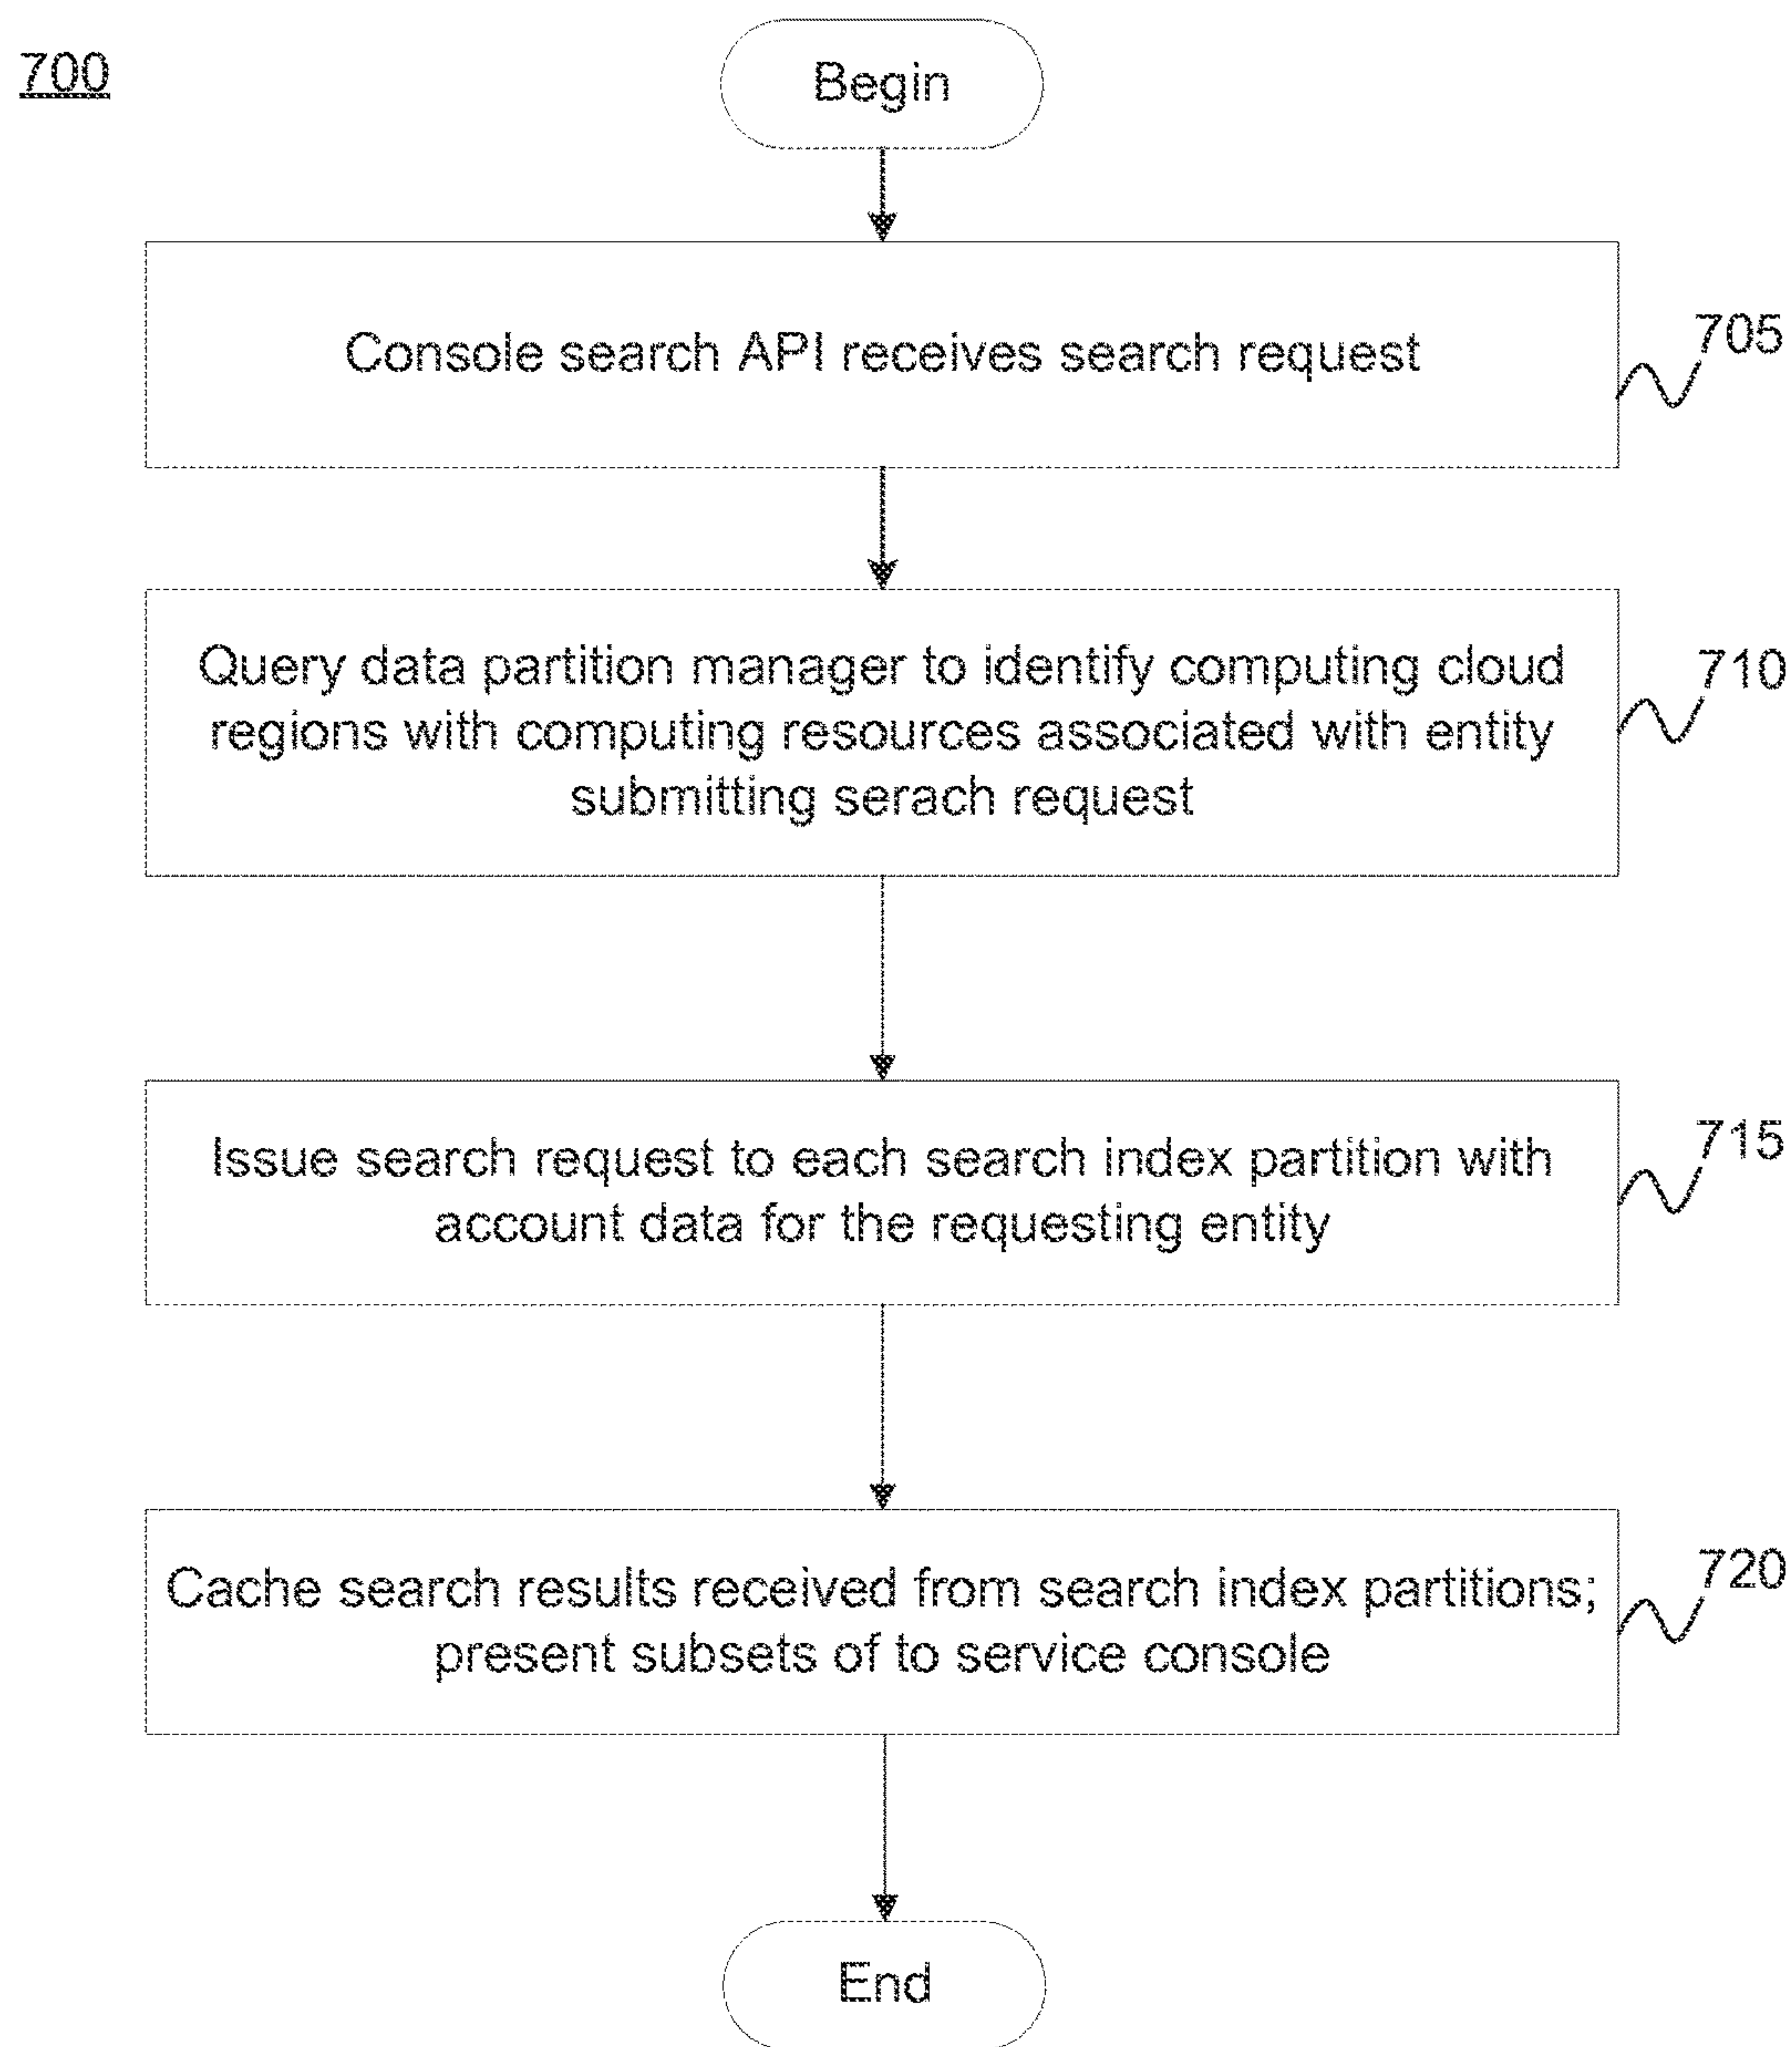 700
Begin
Console search API receives search request
705
Query data partition manager to identify computing cloud
regions with computing resources associated with entity
submitting serach request
710
Issue search request to each search index partition with
account data for the requesting entity
715
Cache search results received from search index partitions;
present subsets of to service console
720
End